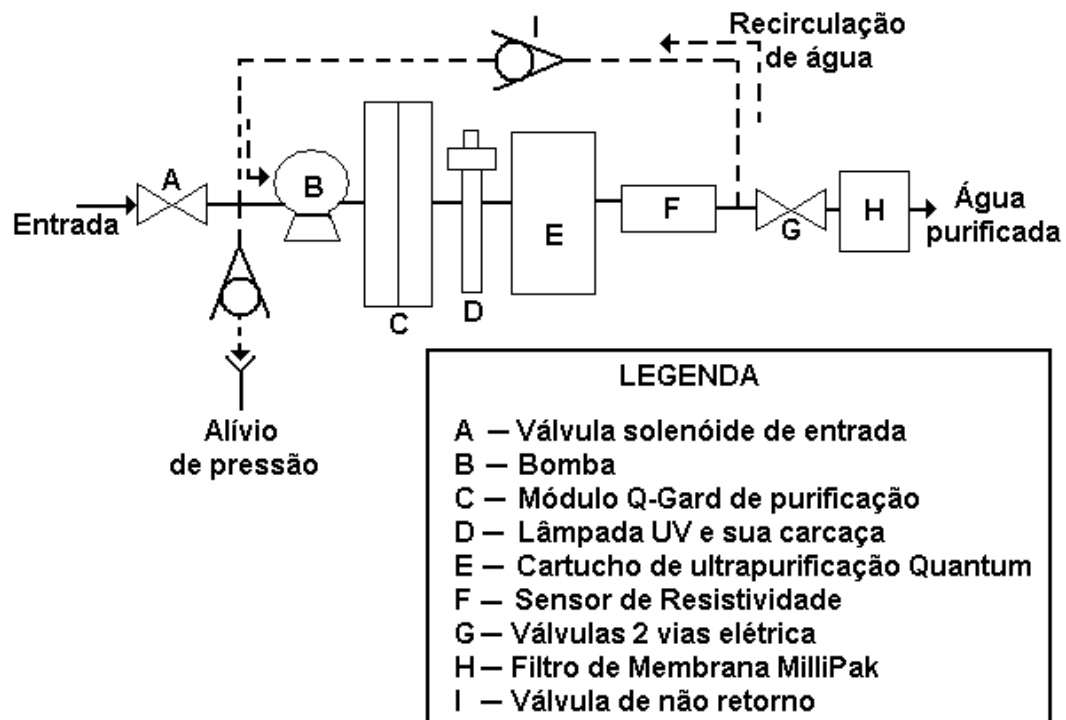 I
Recirculação
de água
A
B
Entrada
E
F
G
H
Água
purificada
C
D
Alívio
de pressão
LEGENDA
A – Válvula solenóide de entrada
B – Bomba
C – Módulo Q-Gard de purificação
D – Lâmpada UV e sua carcaça
E – Cartucho de ultrapurificação Quantum
F – Sensor de Resistividade
G – Válvulas 2 vias elétrica
H – Filtro de Membrana MilliPak
I – Válvula de não retorno